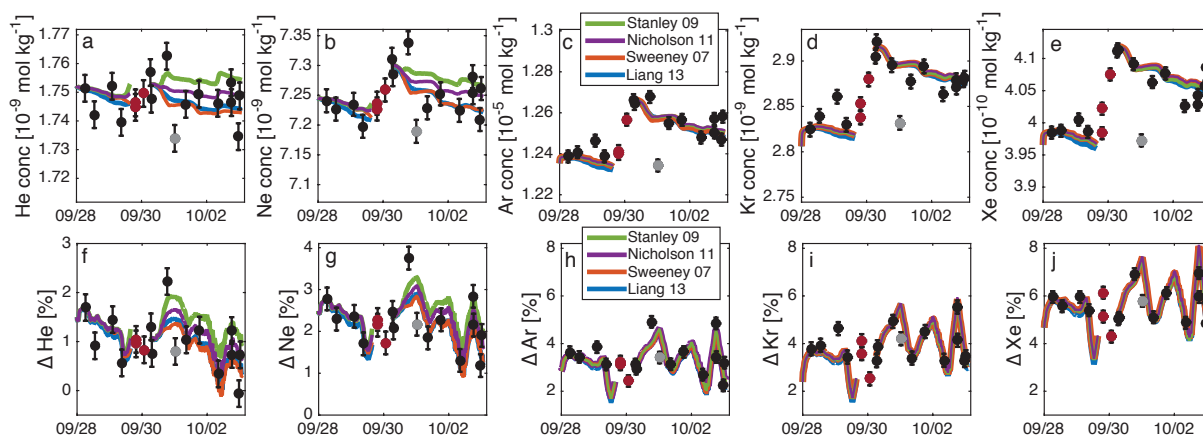 a
He conc [10⁻⁹ mol kg⁻¹]
1.77
1.76
1.75
1.74
1.73
1.72
09/28 09/30 10/02
b
Ne conc [10⁻⁹ mol kg⁻¹]
7.35
7.3
7.25
7.2
7.15
7.1
09/28 09/30 10/02
c
Ar conc [10⁻⁵ mol kg⁻¹]
1.3
1.28
1.26
1.24
1.22
09/28 09/30 10/02
Stanley 09
Nicholson 11
Sweeney 07
Liang 13
d
Kr conc [10⁻⁹ mol kg⁻¹]
2.9
2.85
2.8
2.75
09/28 09/30 10/02
e
Xe conc [10⁻¹⁰ mol kg⁻¹]
4.1
4.05
4
3.95
3.9
09/28 09/30 10/02
f
Δ He [%]
3
2
1
0
09/28 09/30 10/02
g
Δ Ne [%]
4
3
2
1
0
09/28 09/30 10/02
h
Δ Ar [%]
8
6
4
2
09/28 09/30 10/02
Stanley 09
Nicholson 11
Sweeney 07
Liang 13
i
Δ Kr [%]
8
6
4
2
09/28 09/30 10/02
j
Δ Xe [%]
8
6
4
2
09/28 09/30 10/02